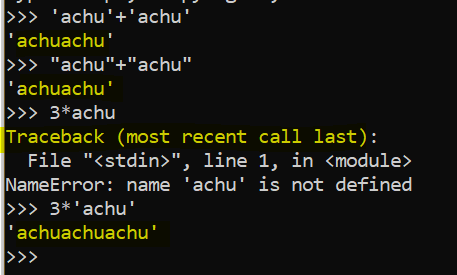 >>> 'achu'+'achu'
'achuachu'
>>> "achu"+"achu"
'achuachu'
>>> 3*achu
Traceback (most recent call last):
  File "<stdin>", line 1, in <module>
NameError: name 'achu' is not defined
>>> 3*'achu'
'achuachuachu'
>>>